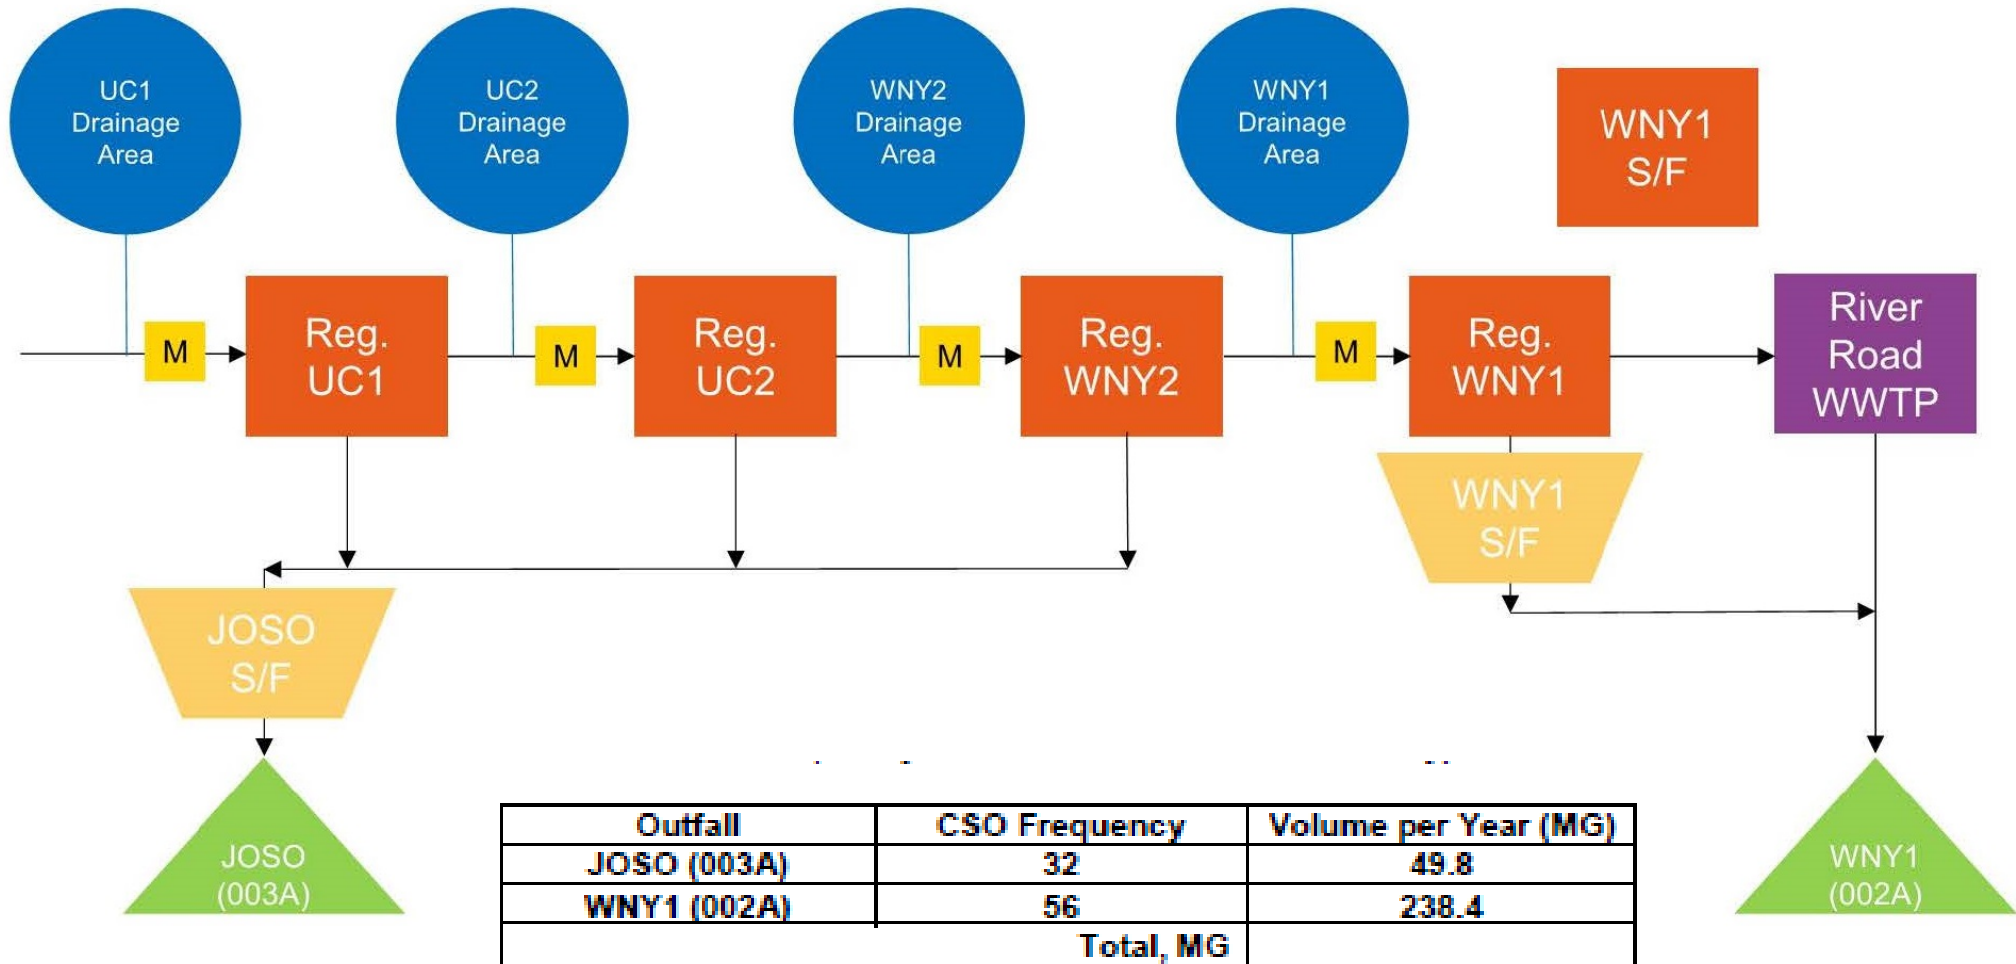 UC1
Drainage
Area
UC2
Drainage
Area
WNY2
Drainage
Area
WNY1
Drainage
Area
WNY1
S/F
M
Reg.
UC1
M
Reg.
UC2
M
Reg.
WNY2
M
Reg.
WNY1
River
Road
WWTP
WNY1
S/F
JOSO
S/F
JOSO
(003A)
WNY1
(002A)
Outfall CSO Frequency Volume per Year (MG)
JOSO (003A) 32 49.8
WNY1 (002A) 56 238.4
Total, MG